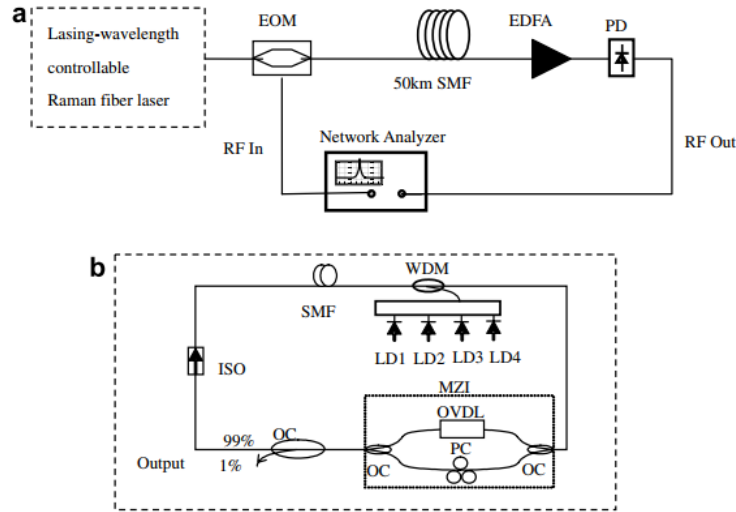 a
Lasing-wavelength
controllable
Raman fiber laser
EOM
EDFA
PD
50km SMF
RF In
Network Analyzer
RF Out
b
WDM
SMF
LD1 LD2 LD3 LD4
ISO
MZI
OVDL
99%
OC
PC
Output
1%
OC
OC